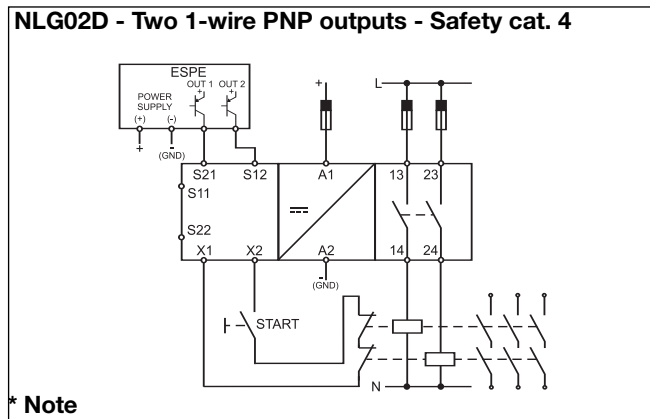 NLG02D - Two 1-wire PNP outputs - Safety cat. 4
ESPE
OUT 1 OUT 2
POWER
SUPPLY
(+) (-)
+ + + L
+ -
(GND)
S21 S12 A1 13 23
S11
S22
X1 X2 A2 14 24
-
(GND)
START
N
* Note